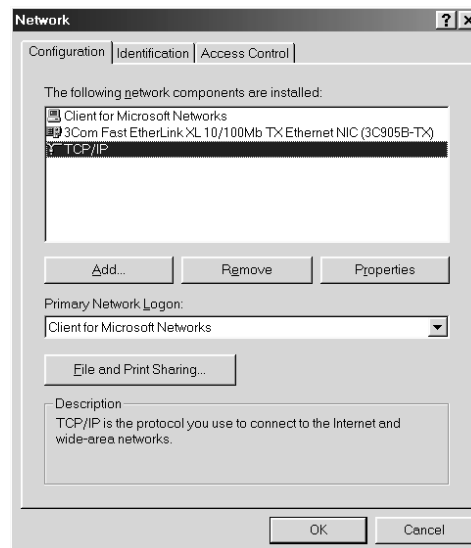 Network
Configuration Identification Access Control
The following network components are installed:
Client for Microsoft Networks
3Com Fast EtherLink XL 10/100Mb TX Ethernet NIC (3C905B-TX)
TCP/IP
Add... Remove Properties
Primary Network Logon:
Client for Microsoft Networks
File and Print Sharing...
Description
TCP/IP is the protocol you use to connect to the Internet and
wide-area networks.
OK Cancel